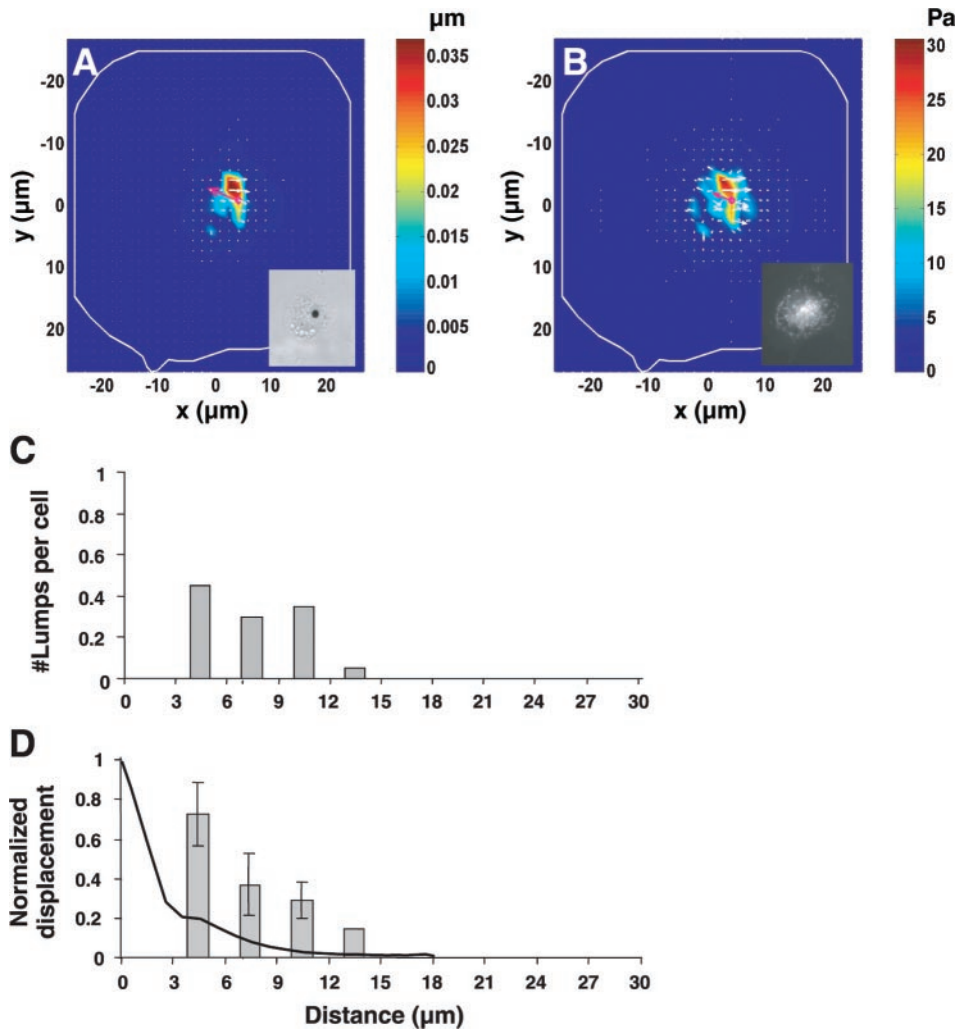 µm
Pa
A
B
0.035
0.03
0.025
0.02
0.015
0.01
0.005
0
30
25
20
15
10
5
0
-20
-10
0
10
20
y (µm)
-20
-10
0
10
20
x (µm)
-20
-10
0
10
20
y (µm)
-20
-10
0
10
20
x (µm)
C
1
0.8
0.6
0.4
0.2
0
#Lumps per cell
0 3 6 9 12 15 18 21 24 27 30
D
1
0.8
0.6
0.4
0.2
0
Normalized
displacement
0 3 6 9 12 15 18 21 24 27 30
Distance (µm)